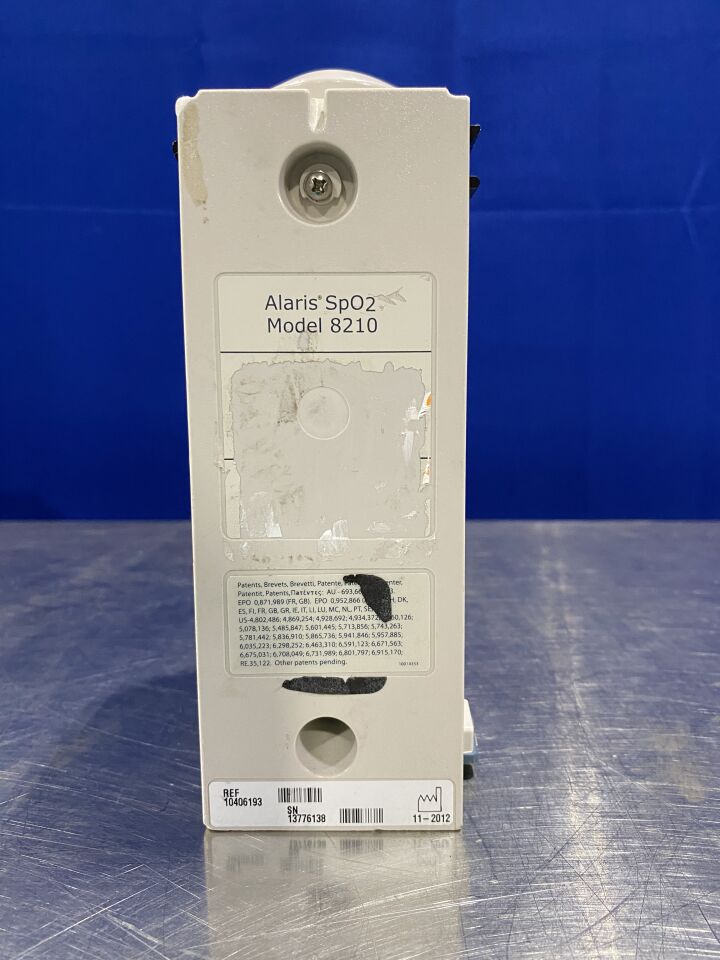 Alaris® SpO2
Model 8210
Patents, Brevets, Brevetti, Patente,
Patentit, Patents, Πατέντες: AU - 693,66
EPO 0,871,989 (FR, GB). EPO 0,952,866 DK,
ES, FI, FR, GB, GR, IE, IT, LI, LU, MC, NL, PT, SE
US-4,802,486; 4,869,254; 4,928,692; 4,934,372;
5,078,136; 5,485,847; 5,601,445; 5,713,856; 5,743,263;
5,781,442; 5,836,910; 5,865,736; 5,941,846; 5,957,885;
6,035,223; 6,298,252; 6,463,310; 6,591,123; 6,671,563;
6,675,031; 6,708,049; 6,731,989; 6,801,797; 6,915,170;
RE.35,122. Other patents pending.
REF
10406193
SN
13776138
11-2012